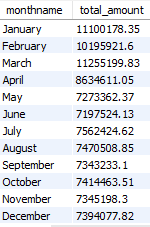 monthname total_amount
January 11100178.35
February 10195921.6
March 11255199.83
April 8634611.05
May 7273362.37
June 7197524.13
July 7562424.62
August 7470508.85
September 7343233.1
October 7414463.51
November 7345198.3
December 7394077.82